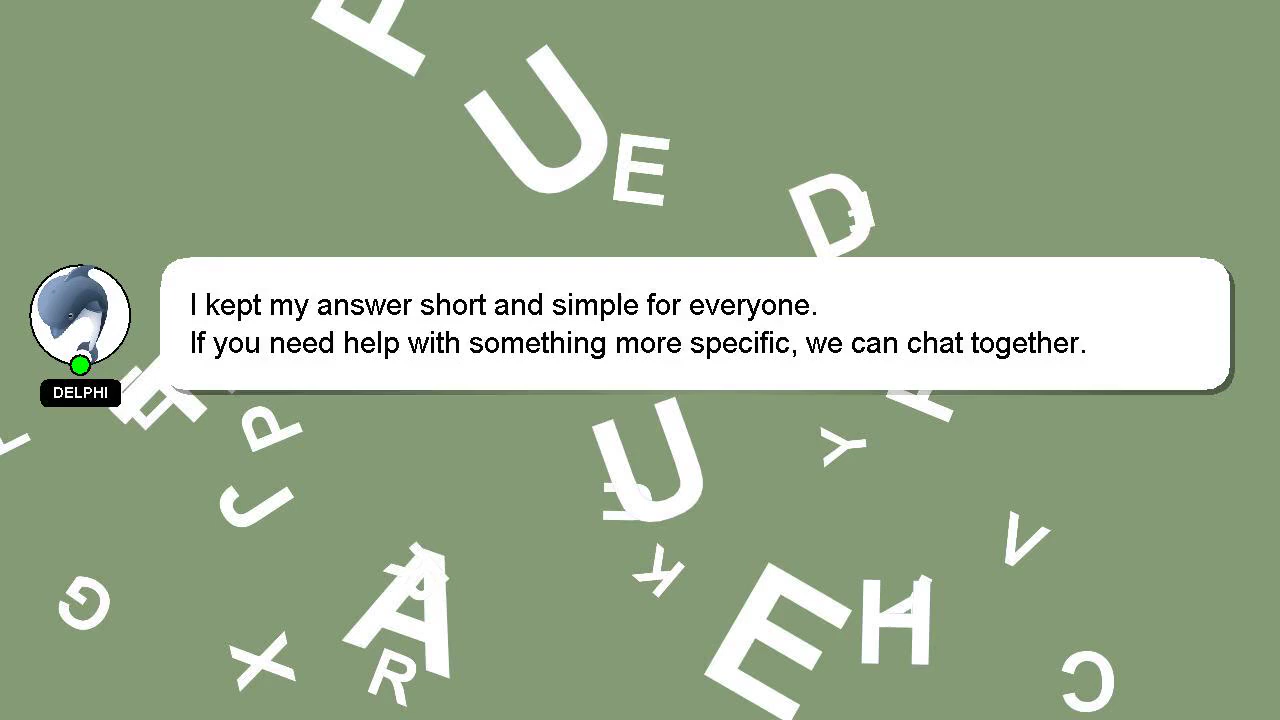 P
U
E
D
I kept my answer short and simple for everyone.
If you need help with something more specific, we can chat together.
DELPHI
P
U
Y
J
V
K
A
G
E
H
X
R
C